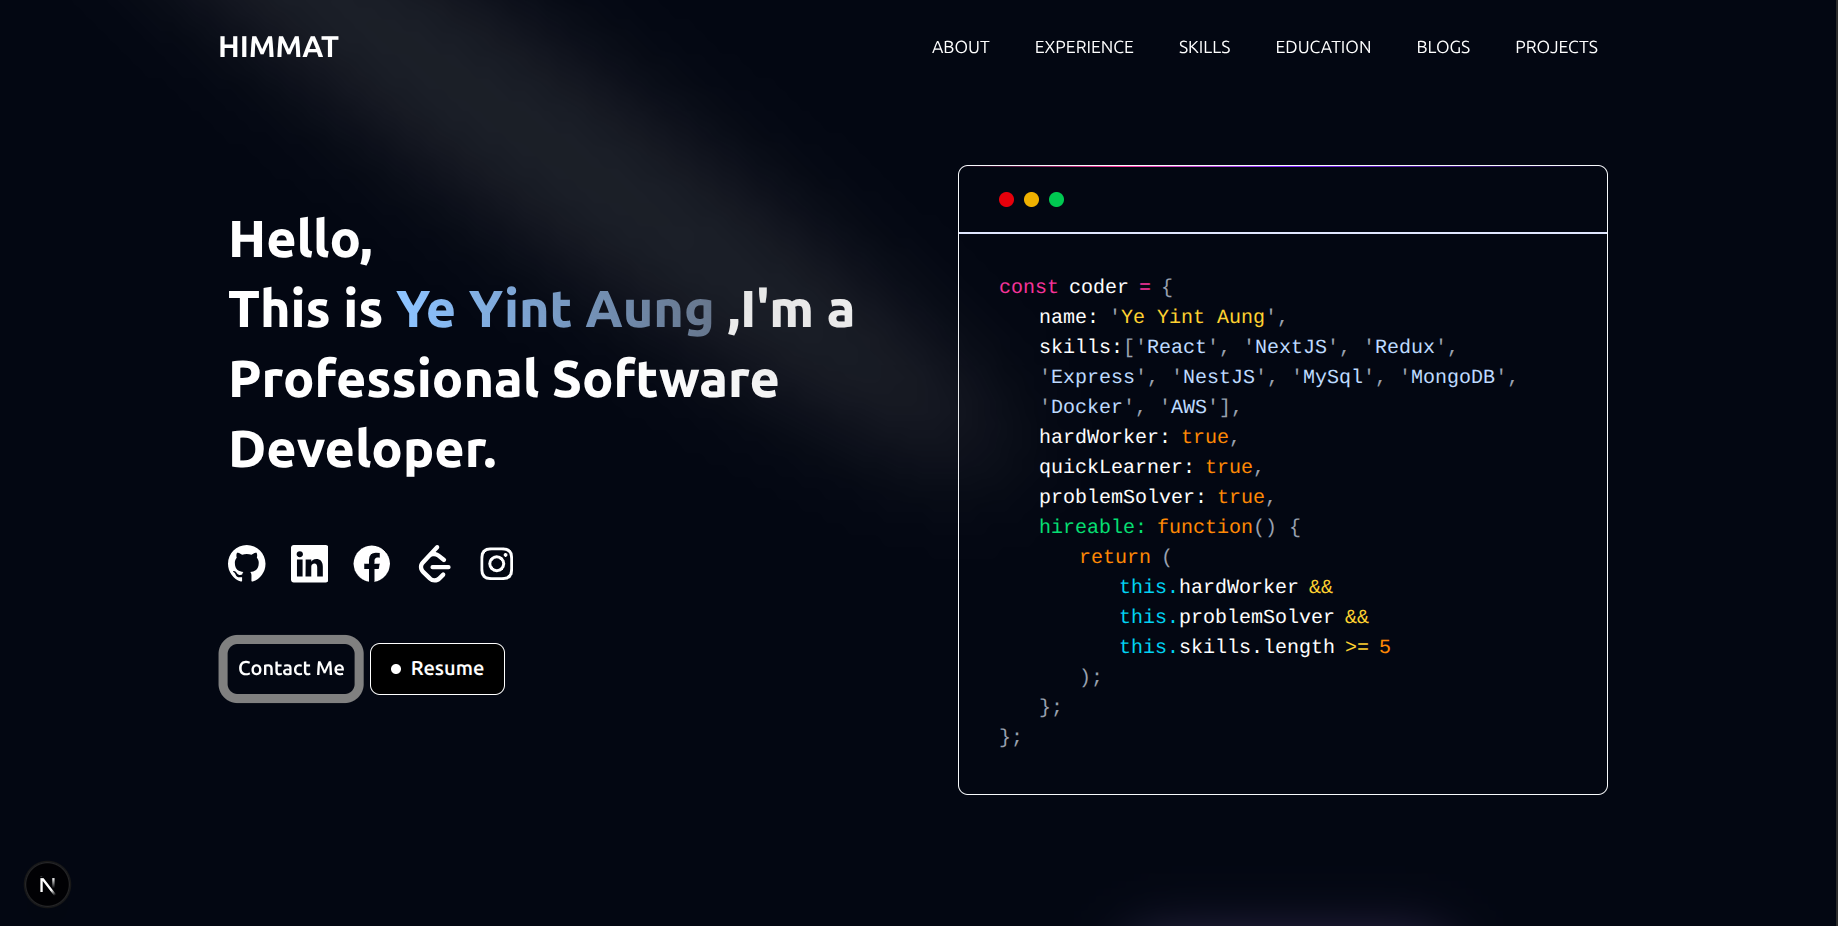 HIMMAT
ABOUT EXPERIENCE SKILLS EDUCATION BLOGS PROJECTS
Hello,
This is Ye Yint Aung ,I'm a
Professional Software
Developer.
Contact Me
Resume
const coder = {
name: 'Ye Yint Aung',
skills:['React', 'NextJS', 'Redux',
'Express', 'NestJS', 'MySql', 'MongoDB',
'Docker', 'AWS'],
hardWorker: true,
quickLearner: true,
problemSolver: true,
hireable: function() {
return (
this.hardWorker &&
this.problemSolver &&
this.skills.length >= 5
);
};
};
N